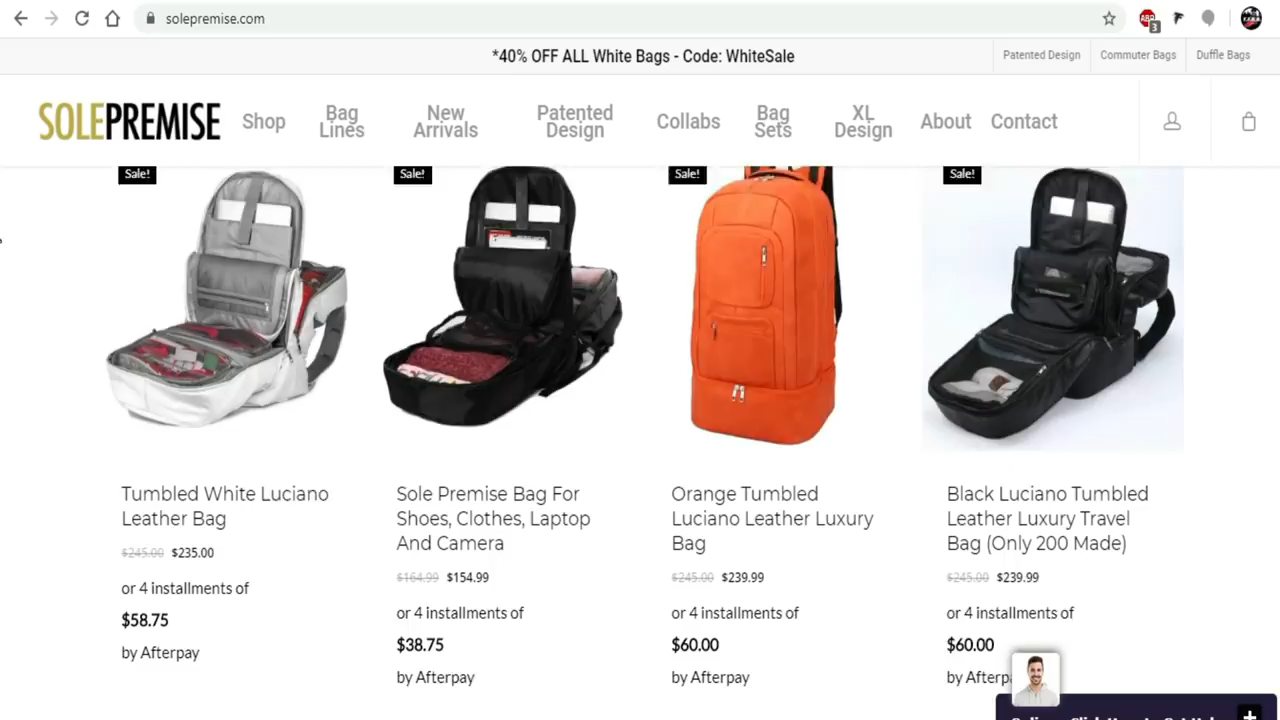 solepremise.com
3
*40% OFF ALL White Bags - Code: WhiteSale
Patented Design
Commuter Bags
Duffle Bags
SOLEPREMISE
Shop
Bag
Lines
New
Arrivals
Patented
Design
Collabs
Bag
Sets
XL
Design
About
Contact
Sale!
Sale!
Sale!
Sale!
Tumbled White Luciano
Leather Bag
$245.00 $235.00
or 4 installments of
$58.75
by Afterpay
Sole Premise Bag For
Shoes, Clothes, Laptop
And Camera
$164.99 $154.99
or 4 installments of
$38.75
by Afterpay
Orange Tumbled
Luciano Leather Luxury
Bag
$245.00 $239.99
or 4 installments of
$60.00
by Afterpay
Black Luciano Tumbled
Leather Luxury Travel
Bag (Only 200 Made)
$245.00 $239.99
or 4 installments of
$60.00
by Afterp